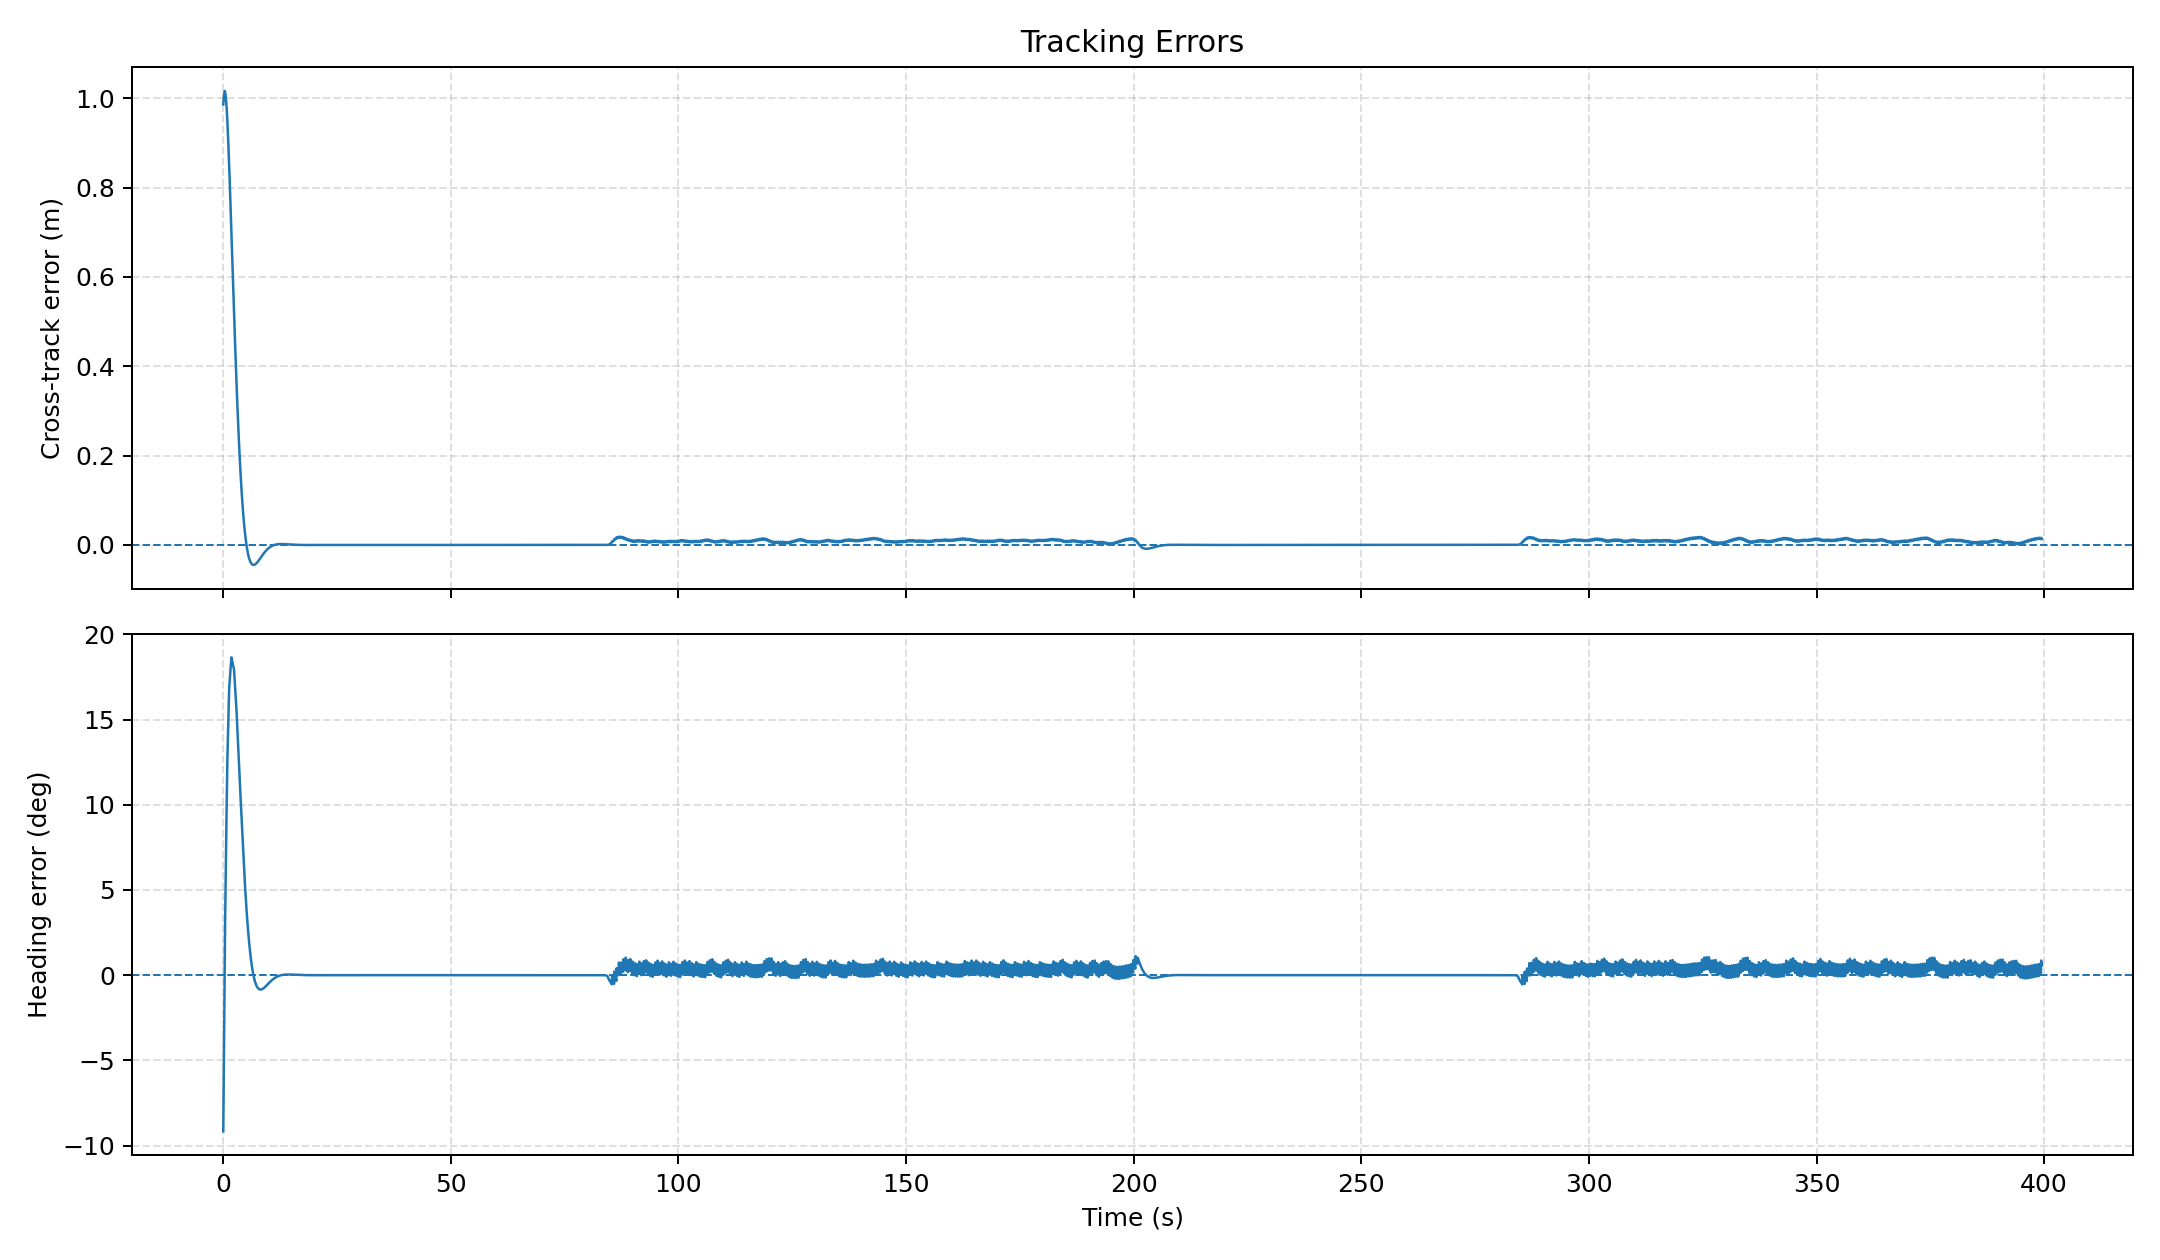 Tracking Errors
Cross-track error (m)
1.0
0.8
0.6
0.4
0.2
0.0
Heading error (deg)
20
15
10
5
0
−5
−10
0 50 100 150 200 250 300 350 400
Time (s)